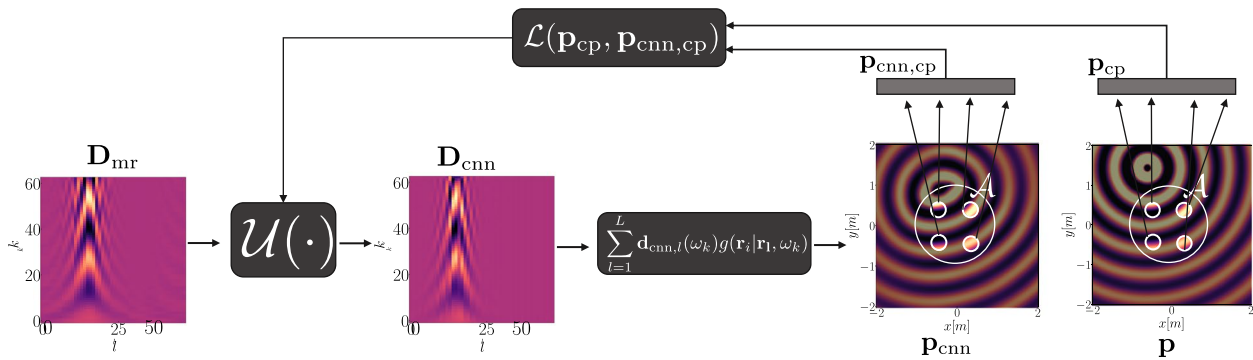 𝓛(p_cp, p_cnn,cp)
p_cnn,cp
p_cp
D_mr
60
40
k
20
0
0
25
50
l
𝒰(·)
D_cnn
60
40
k
20
0
0
25
50
l
∑_{l=1}^{L} d_cnn,l(ω_k)g(r_i|r_l, ω_k)
2
1
0
−1
−2
y[m]
𝒜
−2
0
2
x[m]
p_cnn
2
1
0
−1
−2
y[m]
𝒜
−2
0
2
x[m]
p